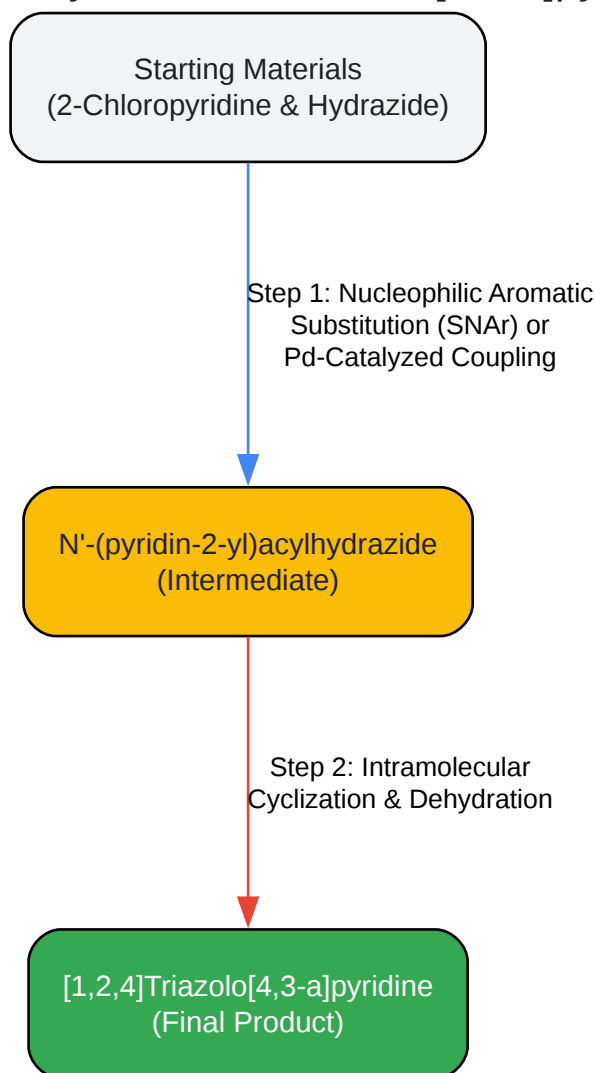 Starting Materials
(2-Chloropyridine & Hydrazide)
Step 1: Nucleophilic Aromatic
Substitution (SNAr) or
Pd-Catalyzed Coupling
N'-(pyridin-2-yl)acylhydrazide
(Intermediate)
Step 2: Intramolecular
Cyclization & Dehydration
[1,2,4]Triazolo[4,3-a]pyridine
(Final Product)